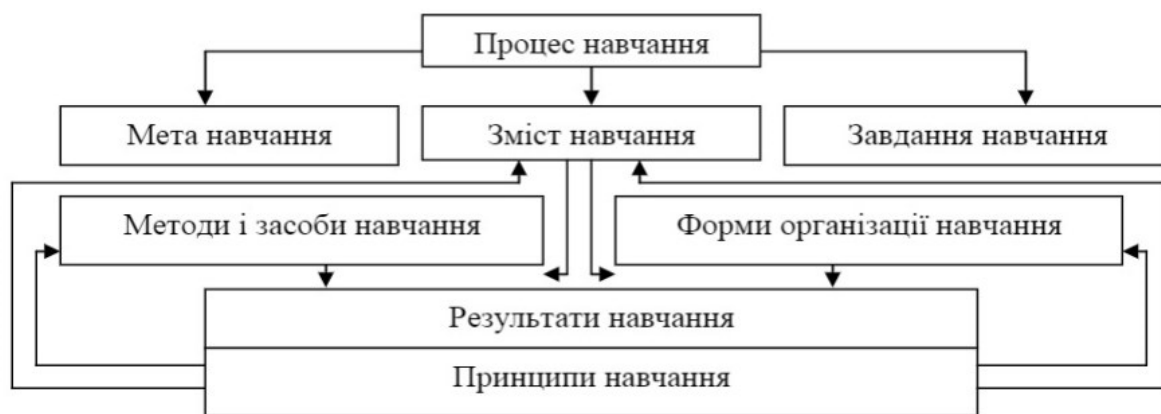 Процес навчання
Мета навчання
Зміст навчання
Завдання навчання
Методи і засоби навчання
Форми організації навчання
Результати навчання
Принципи навчання